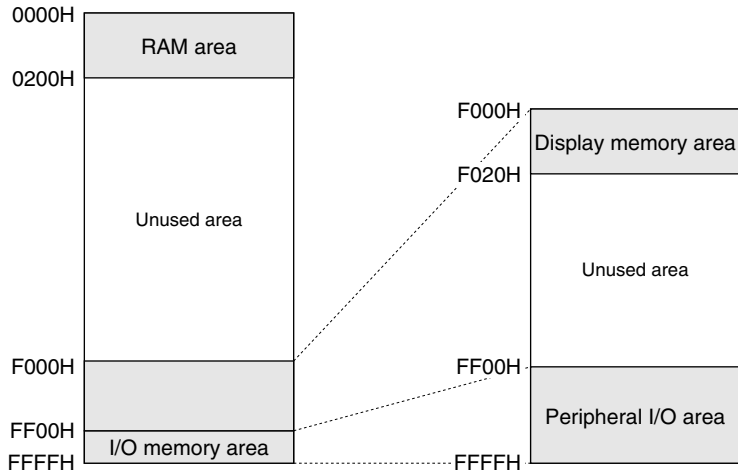 0000H
RAM area
0200H
Unused area
F000H
FF00H
I/O memory area
FFFFH
F000H
Display memory area
F020H
Unused area
FF00H
Peripheral I/O area
FFFFH